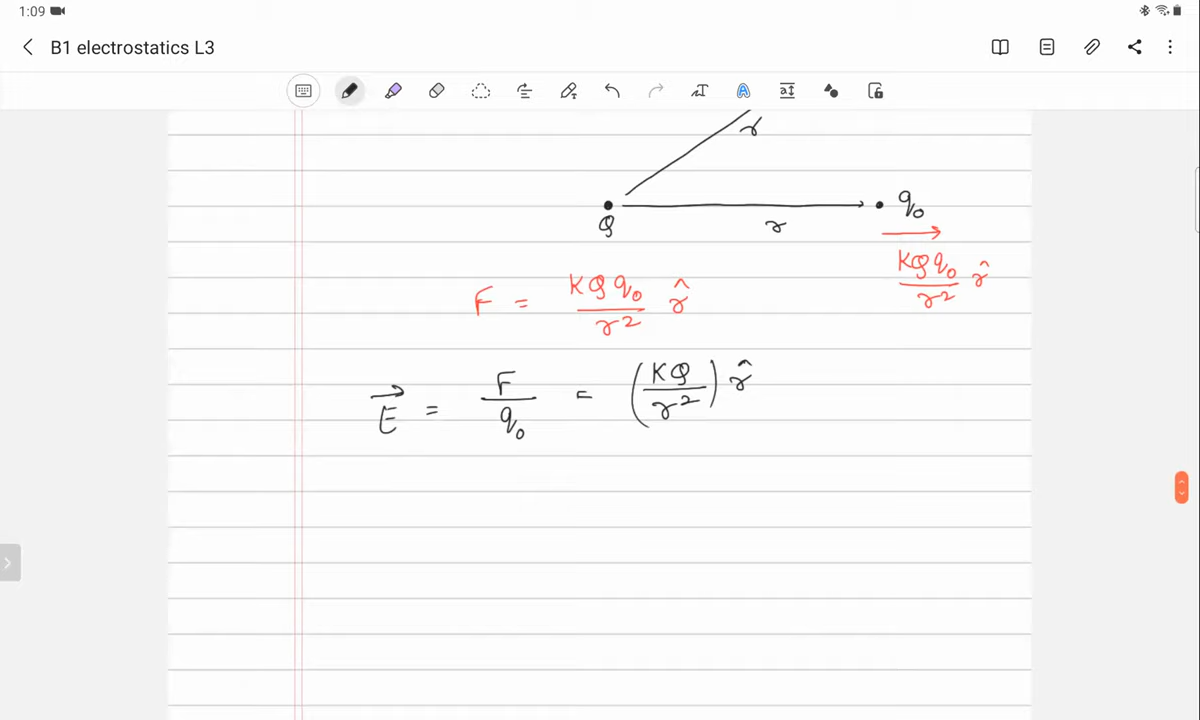 1:09
B1 electrostatics L3
r
Q r q₀
KQq₀/r² r̂
F = KQq₀/r² r̂
E⃗ = F/q₀ = (KQ/r²) r̂